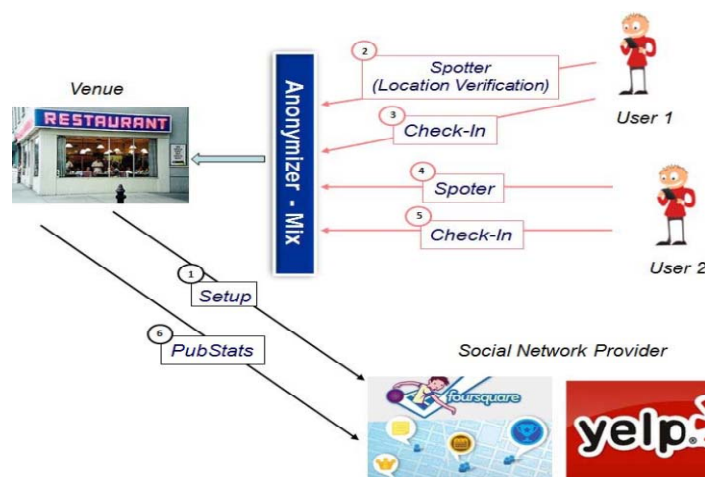 Venue
RESTAURANT
Anonymizer - Mix
2
Spotter
(Location Verification)
3
Check-In
User 1
4
Spoter
5
Check-In
User 2
1
Setup
6
PubStats
Social Network Provider
foursquare
yelp